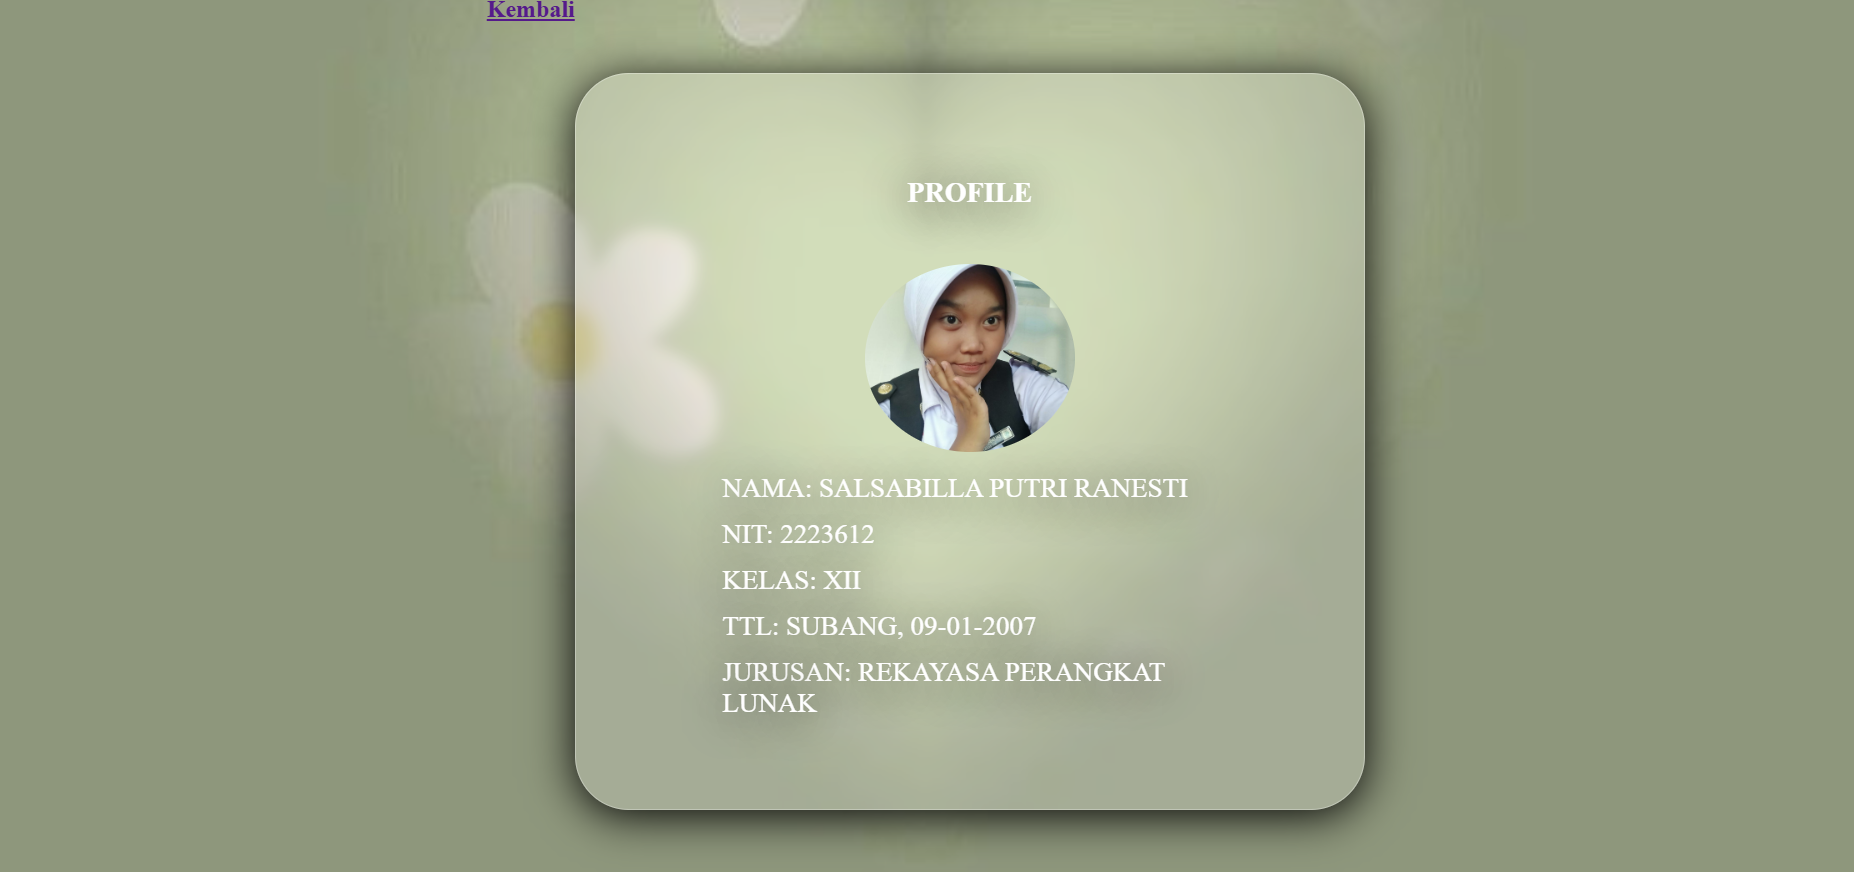 Kembali
PROFILE
NAMA: SALSABILLA PUTRI RANESTI
NIT: 2223612
KELAS: XII
TTL: SUBANG, 09-01-2007
JURUSAN: REKAYASA PERANGKAT
LUNAK